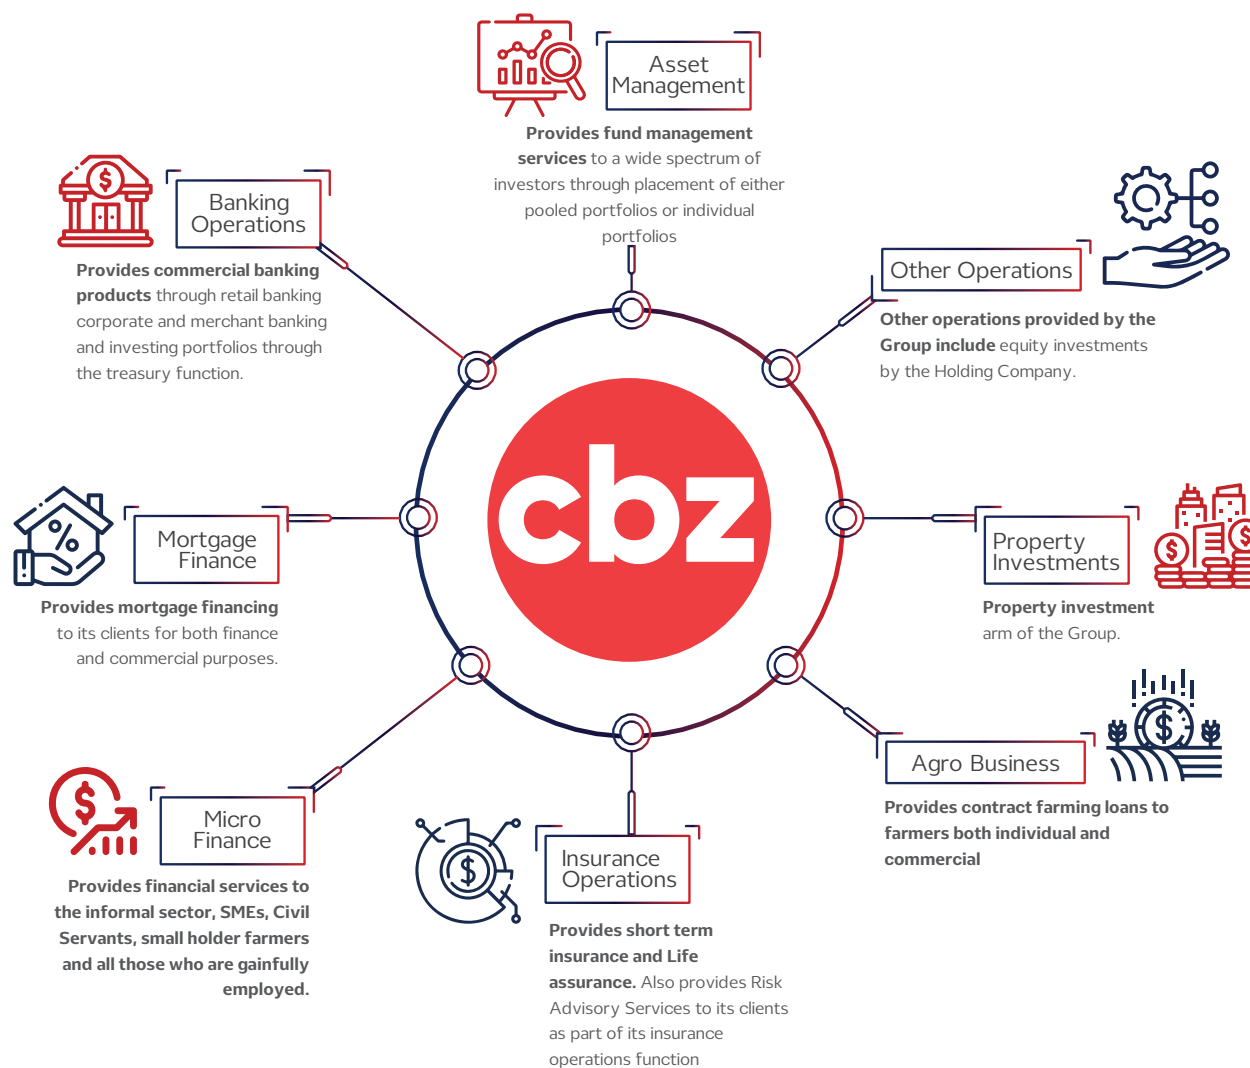 Asset
Management
Provides fund management
services to a wide spectrum of
investors through placement of either
pooled portfolios or individual
portfolios
Banking
Operations
Provides commercial banking
products through retail banking
corporate and merchant banking
and investing portfolios through
the treasury function.
Other Operations
Other operations provided by the
Group include equity investments
by the Holding Company.
cbz
Mortgage
Finance
Provides mortgage financing
to its clients for both finance
and commercial purposes.
Property
Investments
Property investment
arm of the Group.
Agro Business
Provides contract farming loans to
farmers both individual and
commercial
Micro
Finance
Provides financial services to
the informal sector, SMEs, Civil
Servants, small holder farmers
and all those who are gainfully
employed.
Insurance
Operations
Provides short term
insurance and Life
assurance. Also provides Risk
Advisory Services to its clients
as part of its insurance
operations function